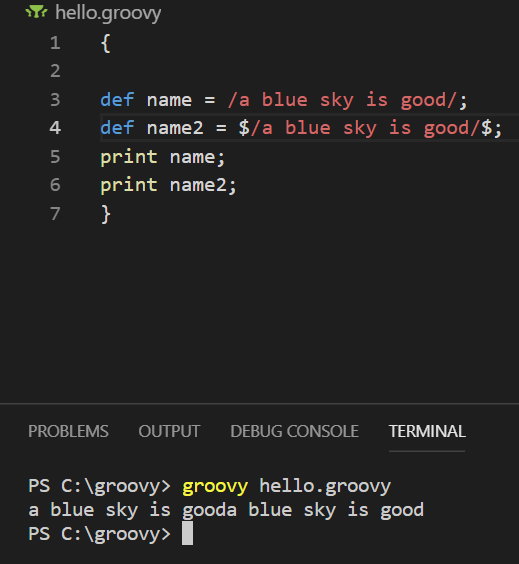 hello.groovy
1 {
2
3 def name = /a blue sky is good/;
4 def name2 = $/a blue sky is good/$;
5 print name;
6 print name2;
7 }
PROBLEMS OUTPUT DEBUG CONSOLE TERMINAL
PS C:\groovy> groovy hello.groovy
a blue sky is gooda blue sky is good
PS C:\groovy>